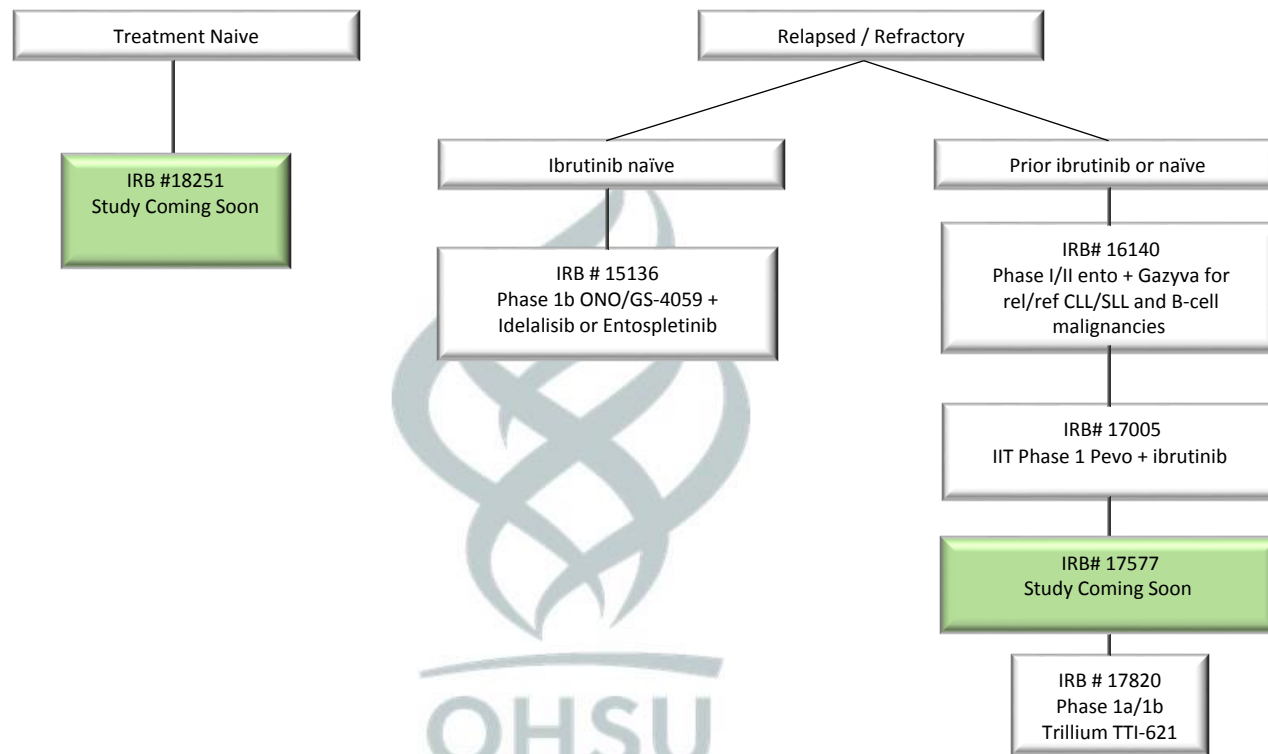 Treatment Naive
Relapsed / Refractory
IRB #18251
Study Coming Soon
Ibrutinib naïve
Prior ibrutinib or naïve
IRB # 15136
Phase 1b ONO/GS-4059 +
Idelalisib or Entospletinib
IRB# 16140
Phase I/II ento + Gazyva for
rel/ref CLL/SLL and B-cell
malignancies
IRB# 17005
IIT Phase 1 Pevo + ibrutinib
IRB# 17577
Study Coming Soon
IRB # 17820
Phase 1a/1b
Trillium TTI-621
OHSU